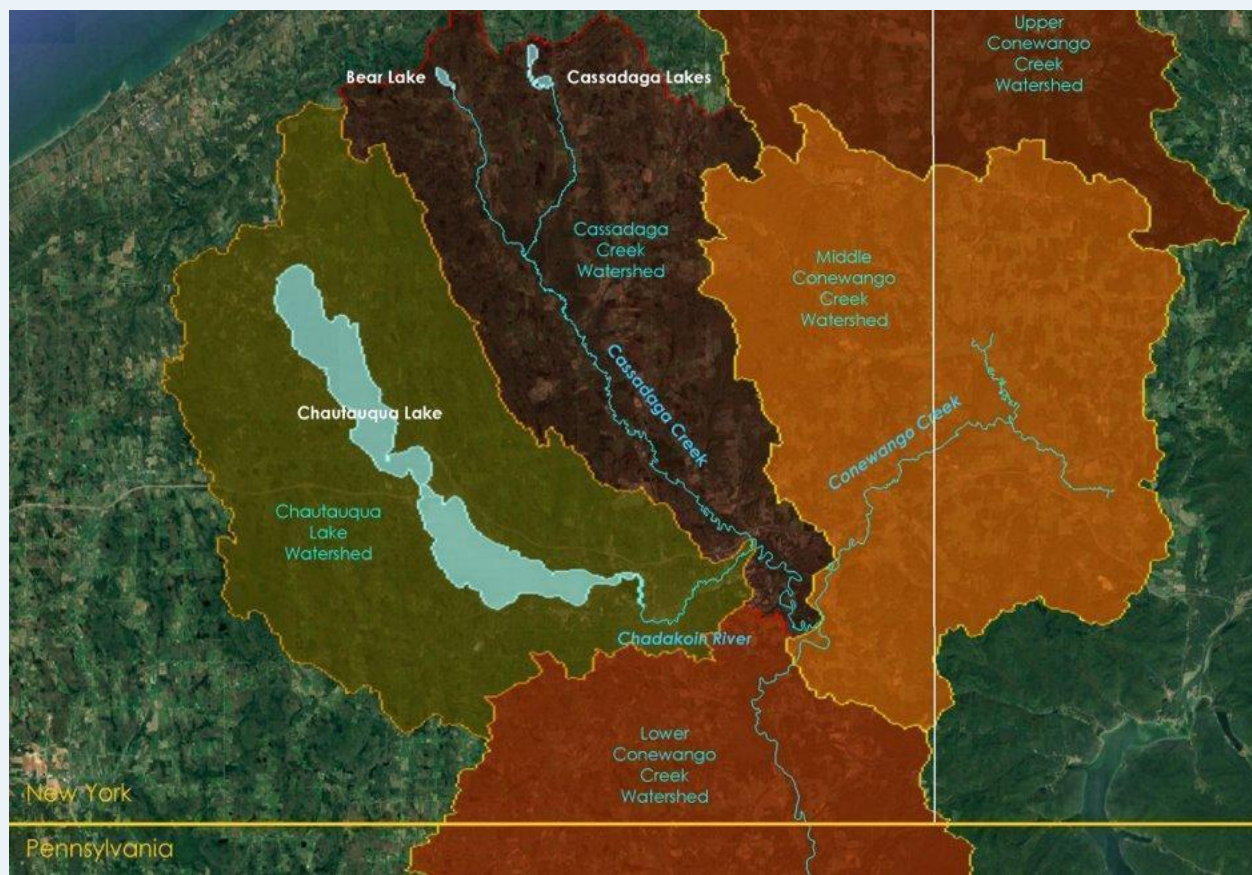 Upper
Conewango
Creek
Watershed
Bear Lake
Cassadaga Lakes
Cassadaga
Creek
Watershed
Middle
Conewango
Creek
Watershed
Cassadaga Creek
Conewango Creek
Chautauqua Lake
Chautauqua
Lake
Watershed
Chadakoin River
Lower
Conewango
Creek
Watershed
New York
Pennsylvania